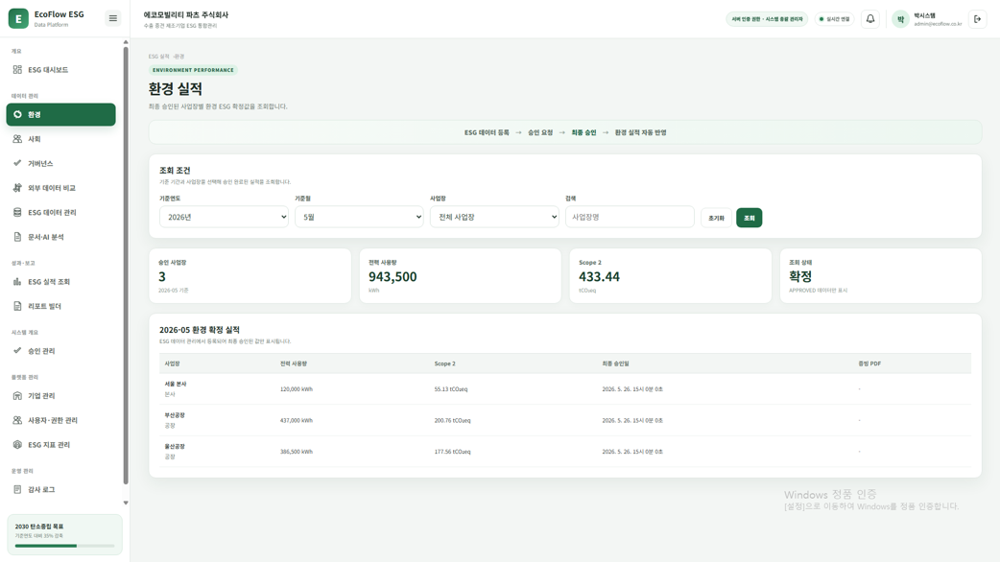 E
EcoFlow ESG
Data Platform
에코모빌리티 파츠 주식회사
수출 중견 제조기업 ESG 통합관리
서버 인증 권한 · 시스템 총괄 관리자
실시간 연결
박
박시스템
admin@ecoflow.co.kr
개요
ESG 대시보드
데이터 관리
환경
사회
거버넌스
외부 데이터 비교
ESG 데이터 관리
문서·AI 분석
성과·보고
ESG 실적 조회
리포트 빌더
시스템 개요
승인 관리
플랫폼 관리
기업 관리
사용자·권한 관리
ESG 지표 관리
운영 관리
감사 로그
2030 탄소중립 목표
기준연도 대비 35% 감축
ESG 실적 › 환경
ENVIRONMENT PERFORMANCE
환경 실적
최종 승인된 사업장별 환경 ESG 확정값을 조회합니다.
ESG 데이터 등록 → 승인 요청 → 최종 승인 → 환경 실적 자동 반영
조회 조건
기준 기간과 사업장을 선택해 승인 완료된 실적을 조회합니다.
기준연도 기준월 사업장 검색
2026년 5월 전체 사업장 사업장명 초기화 조회
승인 사업장
3
2026-05 기준
전력 사용량
943,500
kWh
Scope 2
433.44
tCO₂eq
조회 상태
확정
APPROVED 데이터만 표시
2026-05 환경 확정 실적
ESG 데이터 관리에서 등록되어 최종 승인된 값만 표시됩니다.
사업장 전력 사용량 Scope 2 최종 승인일 증빙 PDF
서울 본사
본사
120,000 kWh 55.13 tCO₂eq 2026. 5. 26. 15시 0분 0초 -
부산공장
공장
437,000 kWh 200.76 tCO₂eq 2026. 5. 26. 15시 0분 0초 -
울산공장
공장
386,500 kWh 177.56 tCO₂eq 2026. 5. 26. 15시 0분 0초 -
Windows 정품 인증
[설정]으로 이동하여 Windows를 정품 인증합니다.